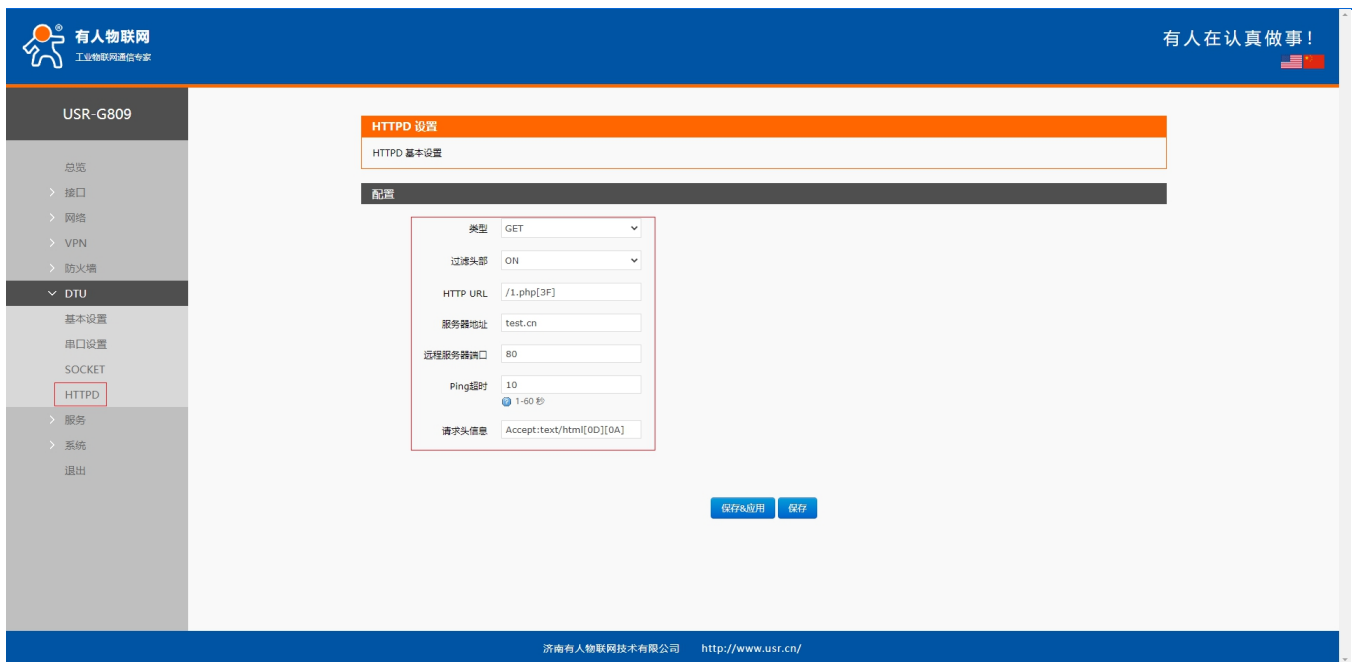 有人物联网
工业物联网通信专家
有人在认真做事!
USR-G809
总览
接口
网络
VPN
防火墙
DTU
基本设置
串口设置
SOCKET
HTTPD
服务
系统
退出
HTTPD 设置
HTTPD 基本设置
配置
类型 GET
过滤头部 ON
HTTP URL /1.php[3F]
服务器地址 test.cn
远程服务器端口 80
Ping超时 10
1-60 秒
请求头信息 Accept:text/html[0D][0A]
保存&应用 保存
济南有人物联网技术有限公司 http://www.usr.cn/